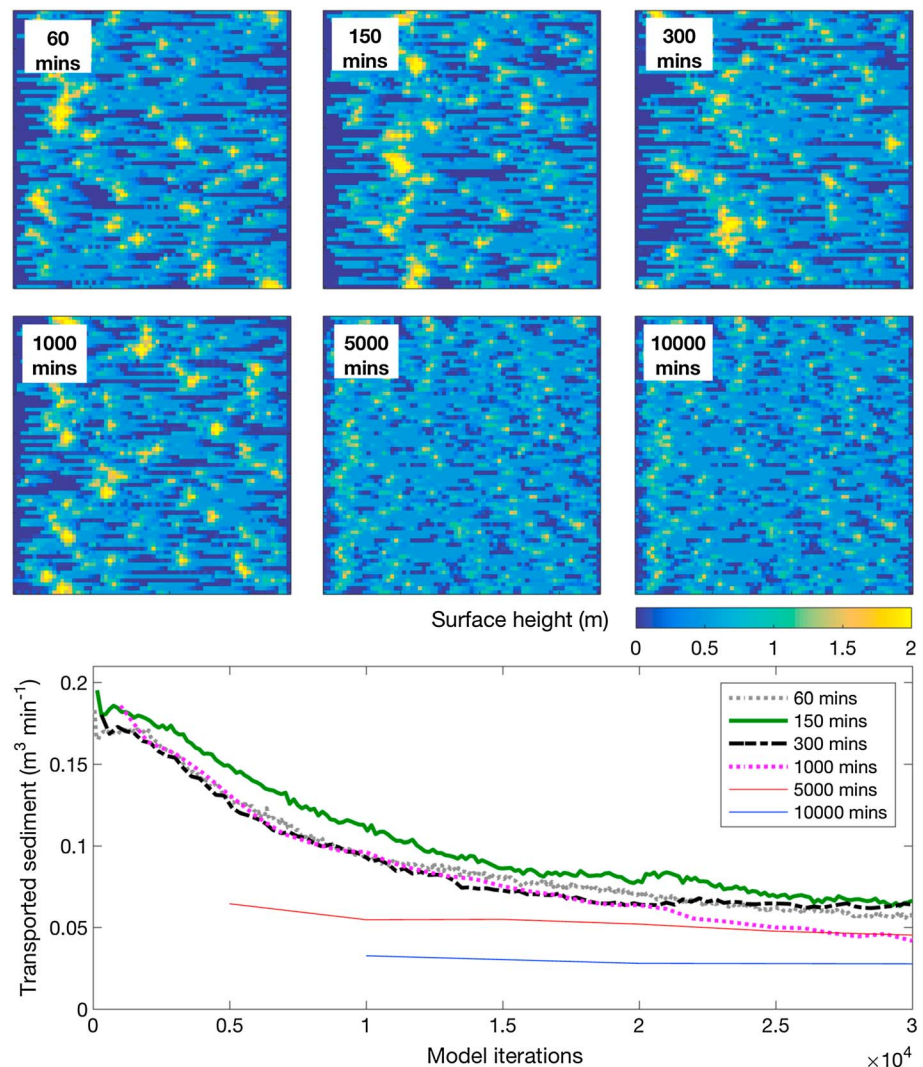 60
mins
150
mins
300
mins
1000
mins
5000
mins
10000
mins
Surface height (m)
0 0.5 1 1.5 2
Transported sediment (m³ min⁻¹)
0.2
0.15
0.1
0.05
0
60 mins
150 mins
300 mins
1000 mins
5000 mins
10000 mins
0 0.5 1 1.5 2 2.5 3
Model iterations
×10⁴